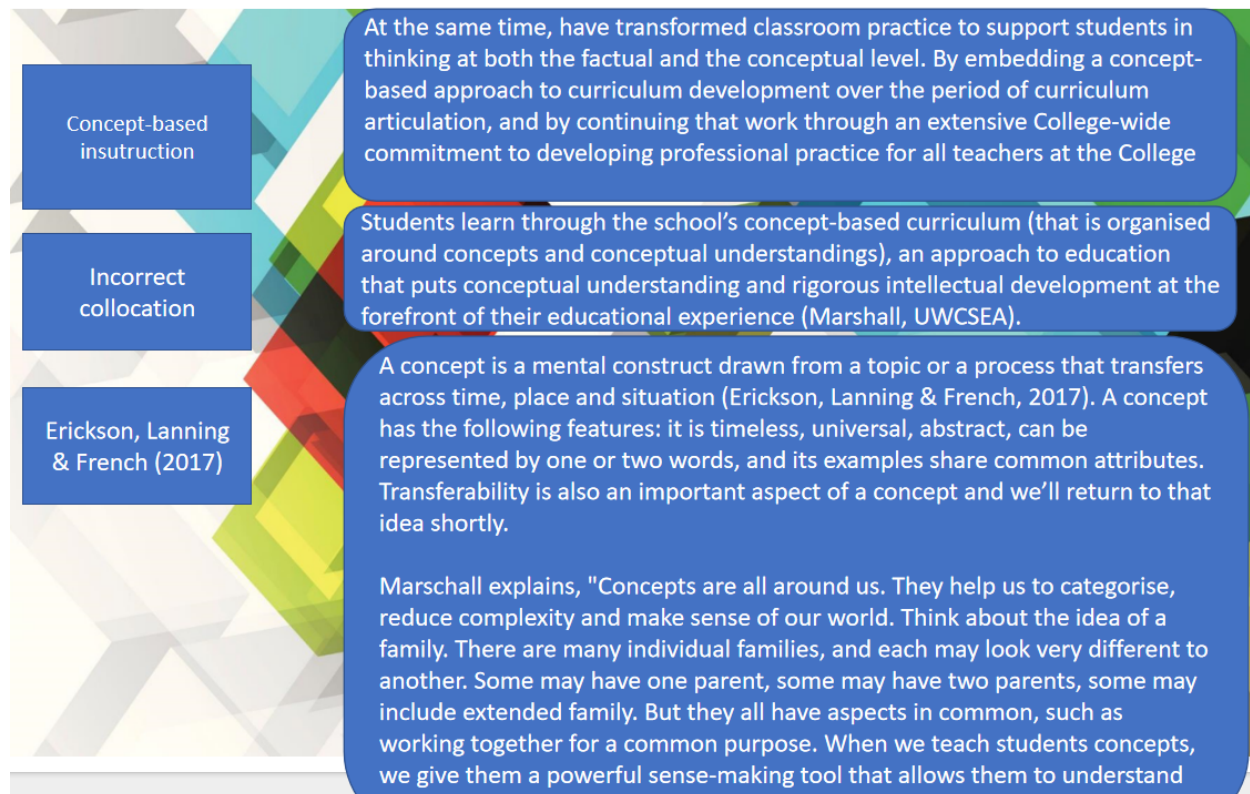 Concept-based
insutruction
At the same time, have transformed classroom practice to support students in
thinking at both the factual and the conceptual level. By embedding a concept-
based approach to curriculum development over the period of curriculum
articulation, and by continuing that work through an extensive College-wide
commitment to developing professional practice for all teachers at the College
Incorrect
collocation
Students learn through the school’s concept-based curriculum (that is organised
around concepts and conceptual understandings), an approach to education
that puts conceptual understanding and rigorous intellectual development at the
forefront of their educational experience (Marshall, UWCSEA).
Erickson, Lanning
& French (2017)
A concept is a mental construct drawn from a topic or a process that transfers
across time, place and situation (Erickson, Lanning & French, 2017). A concept
has the following features: it is timeless, universal, abstract, can be
represented by one or two words, and its examples share common attributes.
Transferability is also an important aspect of a concept and we’ll return to that
idea shortly.
Marschall explains, "Concepts are all around us. They help us to categorise,
reduce complexity and make sense of our world. Think about the idea of a
family. There are many individual families, and each may look very different to
another. Some may have one parent, some may have two parents, some may
include extended family. But they all have aspects in common, such as
working together for a common purpose. When we teach students concepts,
we give them a powerful sense-making tool that allows them to understand